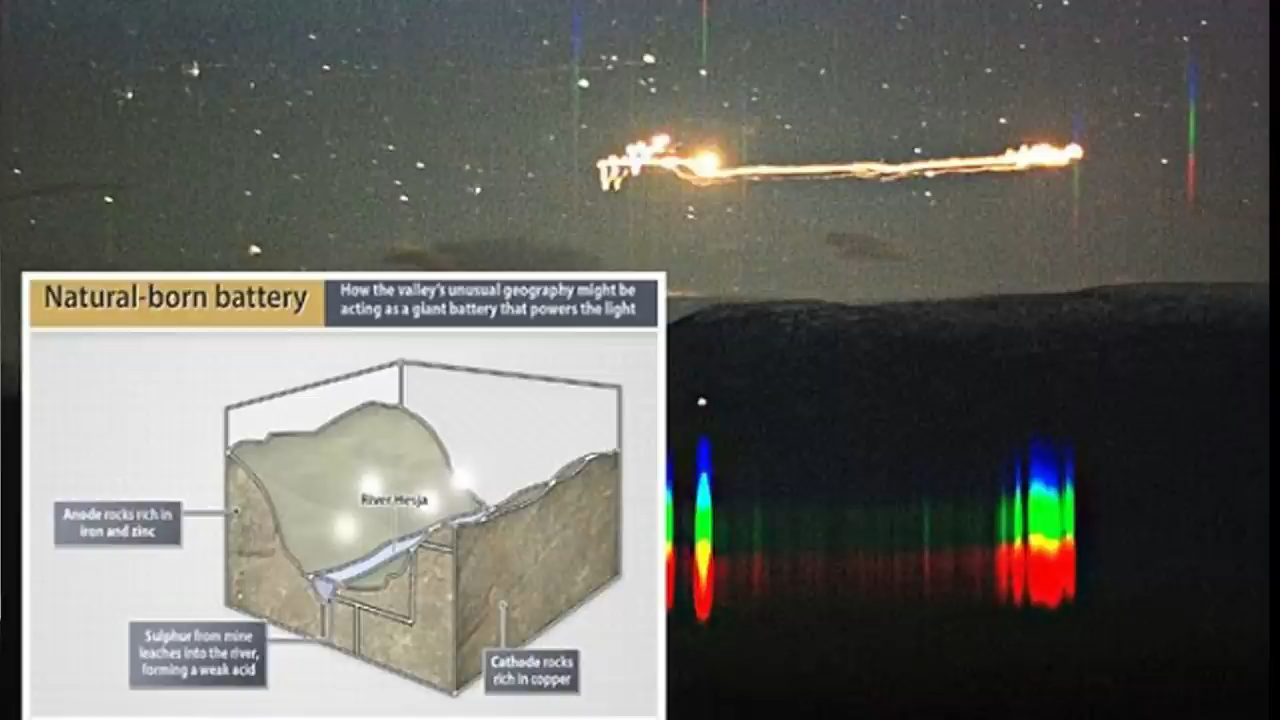 Natural-born battery
How the valley's unusual geography might be
acting as a giant battery that powers the light
River Hesja
Anode rocks rich in
iron and zinc
Sulphur from mine
leaches into the river,
forming a weak acid
Cathode rocks
rich in copper